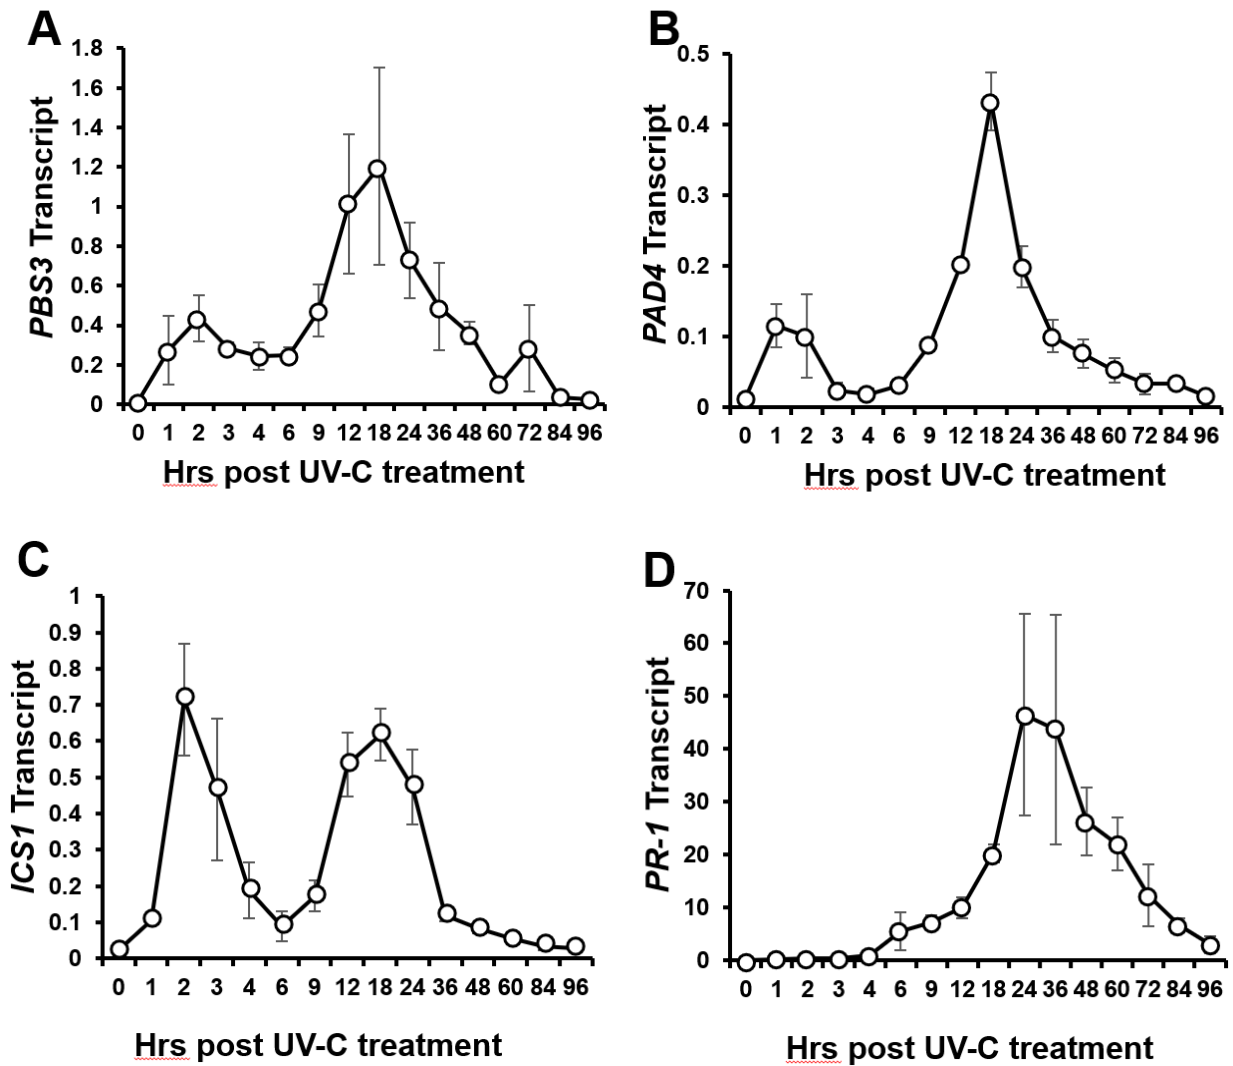 A
PBS3 Transcript
1.8
1.6
1.4
1.2
1
0.8
0.6
0.4
0.2
0
0 1 2 3 4 6 9 12 18 24 36 48 60 72 84 96
Hrs post UV-C treatment
B
PAD4 Transcript
0.5
0.4
0.3
0.2
0.1
0
0 1 2 3 4 6 9 12 18 24 36 48 60 72 84 96
Hrs post UV-C treatment
C
ICS1 Transcript
1
0.9
0.8
0.7
0.6
0.5
0.4
0.3
0.2
0.1
0
0 1 2 3 4 6 9 12 18 24 36 48 60 84 96
Hrs post UV-C treatment
D
PR-1 Transcript
70
60
50
40
30
20
10
0
0 1 2 3 4 6 9 12 18 24 36 48 60 72 84 96
Hrs post UV-C treatment